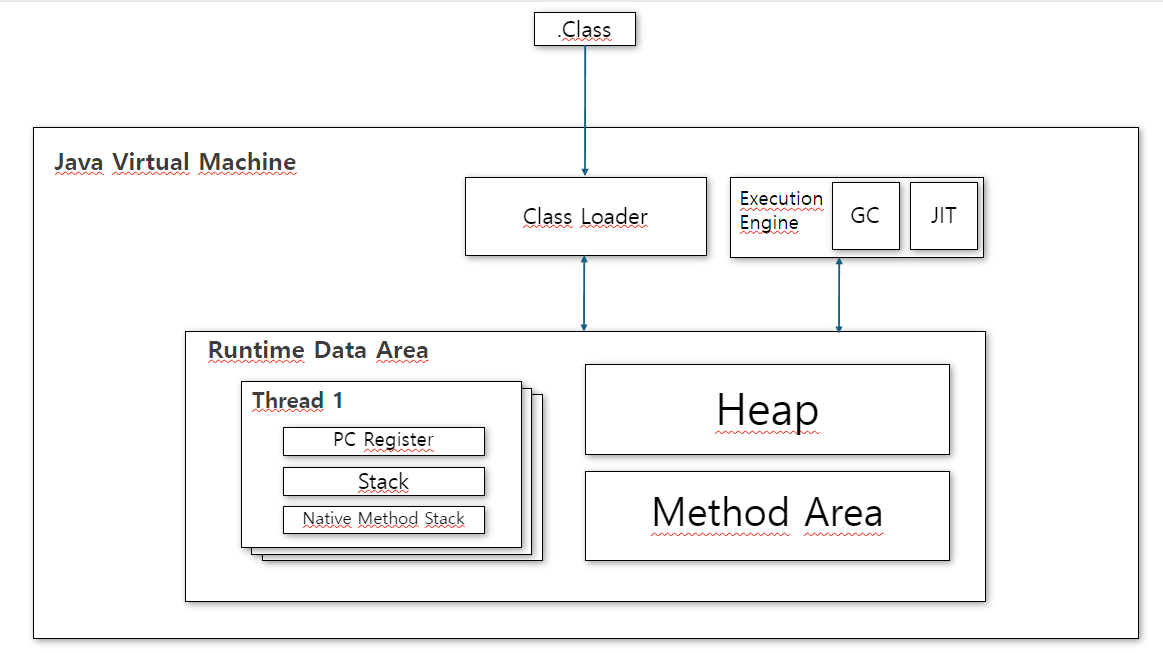 .Class
Java Virtual Machine
Class Loader
Execution
Engine
GC
JIT
Runtime Data Area
Thread 1
PC Register
Stack
Native Method Stack
Heap
Method Area